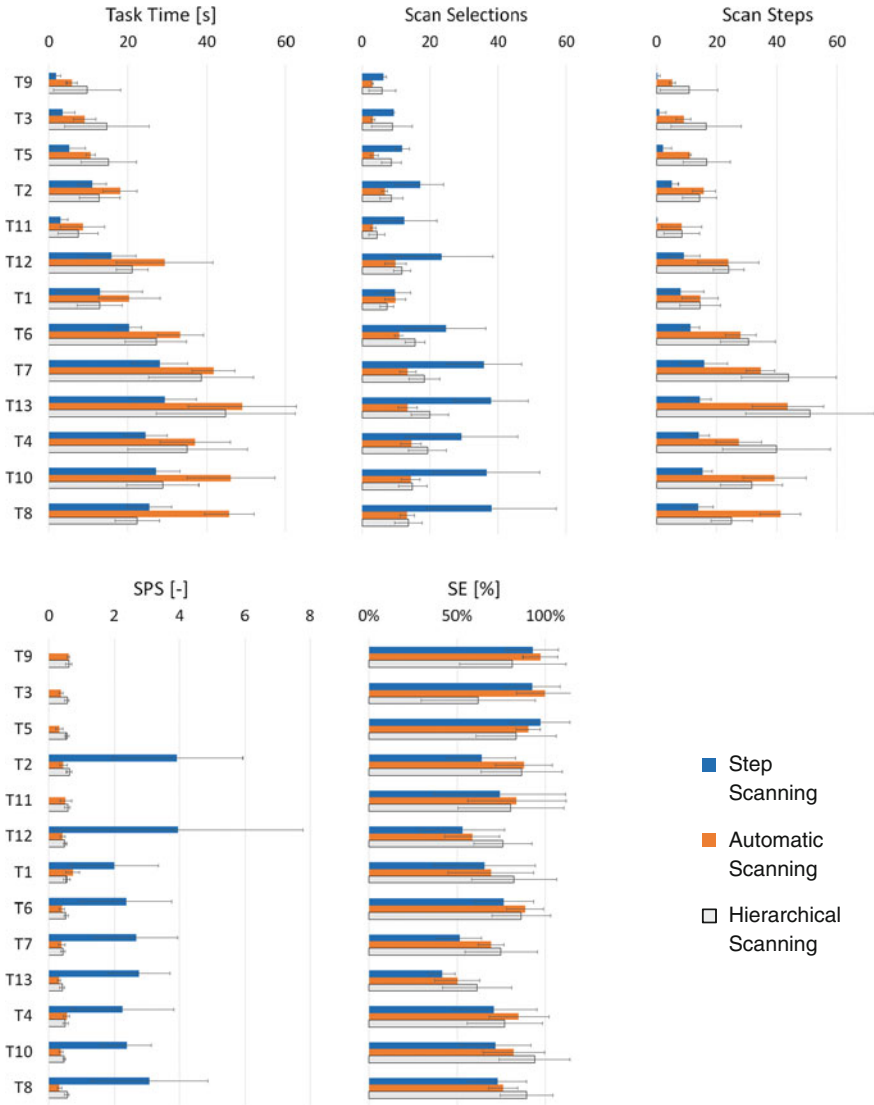 Task Time [s] Scan Selections Scan Steps
0 20 40 60 0 20 40 60 0 20 40 60
T9
T3
T5
T2
T11
T12
T1
T6
T7
T13
T4
T10
T8
SPS [-] SE [%]
0 2 4 6 8 0% 50% 100%
T9
T3
T5
T2
T11
T12
T1
T6
T7
T13
T4
T10
T8
Step
Scanning
Automatic
Scanning
Hierarchical
Scanning